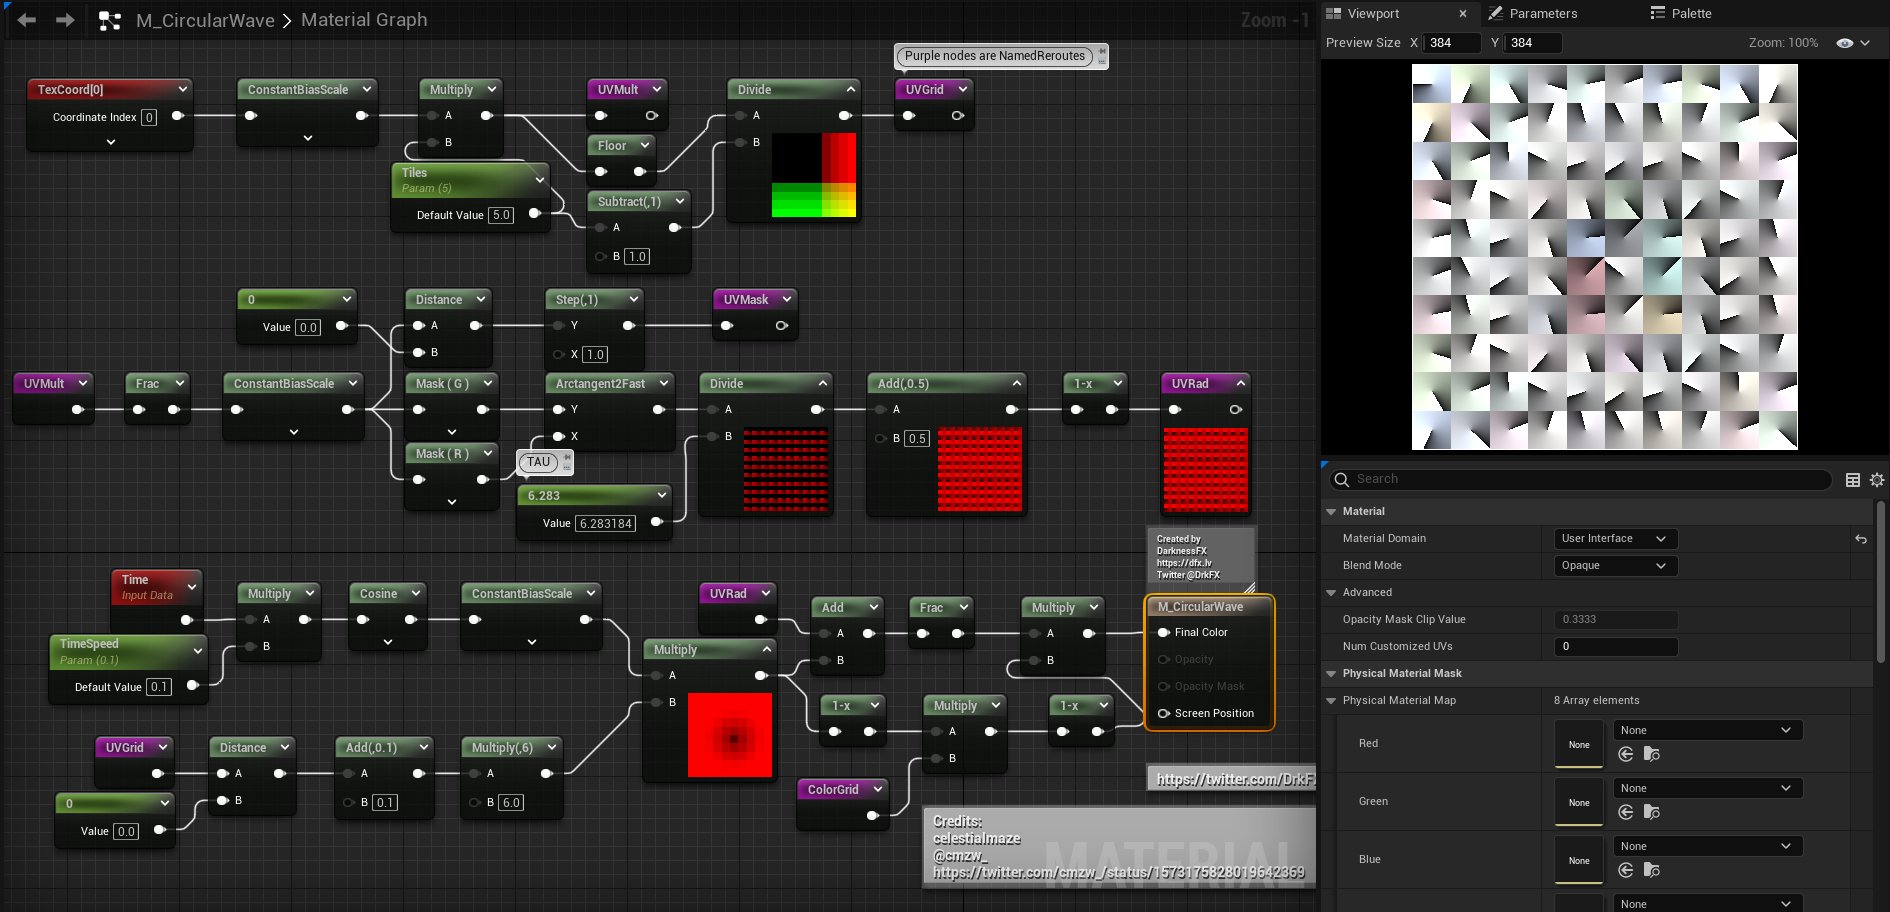 M_CircularWave > Material Graph
Zoom -1
Purple nodes are NamedReroutes
TexCoord[0]
Coordinate Index 0
ConstantBiasScale
Multiply
A
B
UVMult
Divide
A
B
UVGrid
Floor
Tiles
Param (5)
Default Value 5.0
Subtract(,1)
A
B 1.0
0
Value 0.0
Distance
A
B
Step(,1)
Y
X 1.0
UVMask
UVMult
Frac
ConstantBiasScale
Mask ( G )
Arctangent2Fast
Y
X
Divide
A
B
Add(,0.5)
A
B 0.5
1-x
UVRad
Mask ( R )
TAU
6.283
Value 6.283184
Created by
DarknessFX
https://dfx.lv
Twitter @DrkFX
Time
Input Data
Multiply
A
B
Cosine
ConstantBiasScale
UVRad
Add
A
B
Frac
Multiply
A
B
M_CircularWave
Final Color
Opacity
Opacity Mask
Screen Position
TimeSpeed
Param (0.1)
Default Value 0.1
Multiply
A
B
1-x
Multiply
A
B
1-x
UVGrid
Distance
A
B
Add(,0.1)
A
B 0.1
Multiply(,6)
A
B 6.0
0
Value 0.0
ColorGrid
https://twitter.com/DrkF
Credits:
celestialmaze
@cmzw_
https://twitter.com/cmzw_/status/1573175828019642369
MATERIAL
Viewport
Parameters
Palette
Preview Size X 384 Y 384
Zoom: 100%
Search
Material
Material Domain User Interface
Blend Mode Opaque
Advanced
Opacity Mask Clip Value 0.3333
Num Customized UVs 0
Physical Material Mask
Physical Material Map 8 Array elements
Red None None
Green None None
Blue None None
None